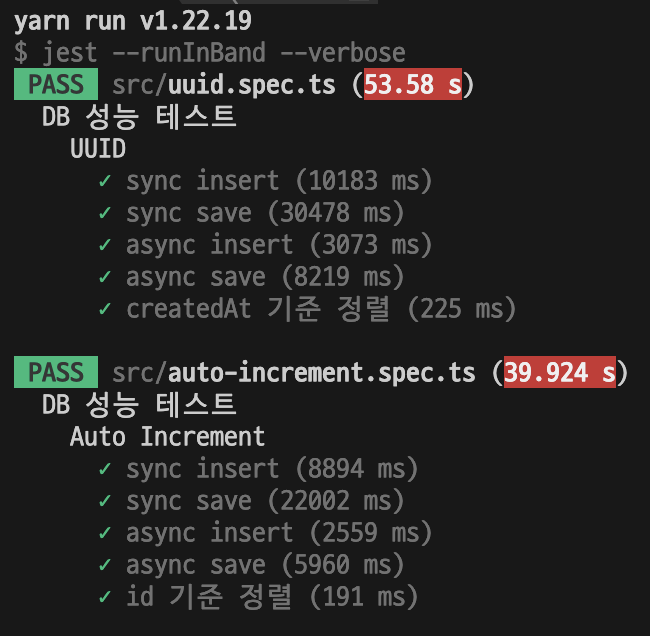 yarn run v1.22.19
$ jest --runInBand --verbose
PASS src/uuid.spec.ts (53.58 s)
DB 성능 테스트
UUID
✓ sync insert (10183 ms)
✓ sync save (30478 ms)
✓ async insert (3073 ms)
✓ async save (8219 ms)
✓ createdAt 기준 정렬 (225 ms)
PASS src/auto-increment.spec.ts (39.924 s)
DB 성능 테스트
Auto Increment
✓ sync insert (8894 ms)
✓ sync save (22002 ms)
✓ async insert (2559 ms)
✓ async save (5960 ms)
✓ id 기준 정렬 (191 ms)